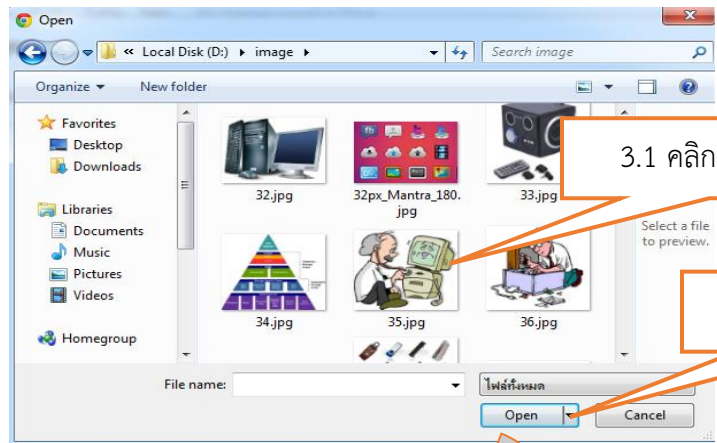 Open
« Local Disk (D:) image
Search image
Organize
New folder
Favorites
Desktop
Downloads
Libraries
Documents
Music
Pictures
Videos
Homegroup
32.jpg
32px_Mantra_180.
jpg
33.jpg
3.1 คลิก
Select a file
to preview.
34.jpg
35.jpg
36.jpg
File name:
ไฟล์ทั้งหมด
Open
Cancel